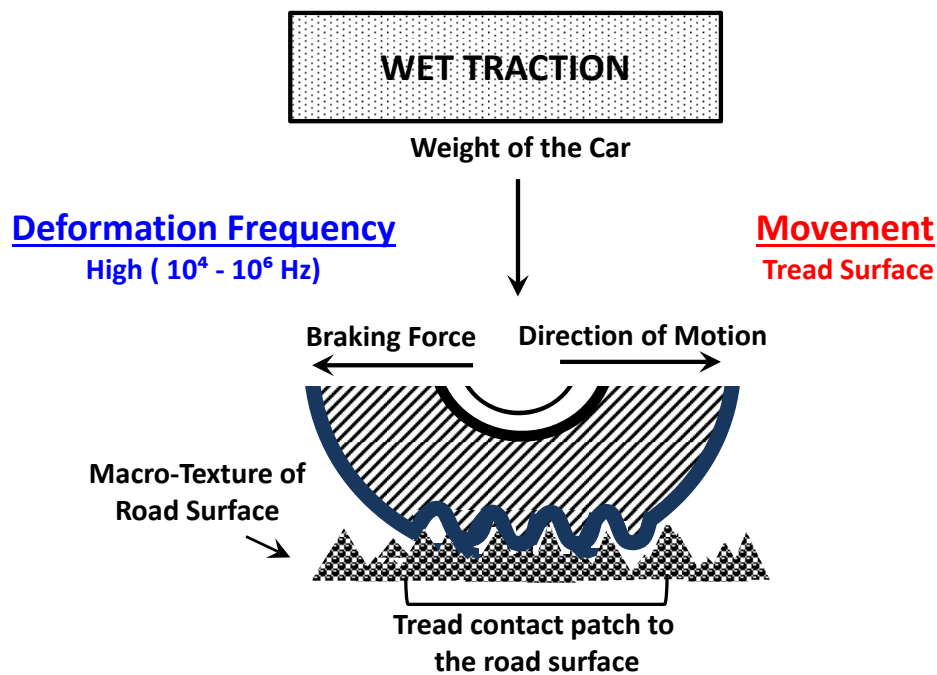 WET TRACTION
Weight of the Car
Deformation Frequency
High ( 10⁴ - 10⁶ Hz)
Movement
Tread Surface
Braking Force
Direction of Motion
Macro-Texture of
Road Surface
Tread contact patch to
the road surface